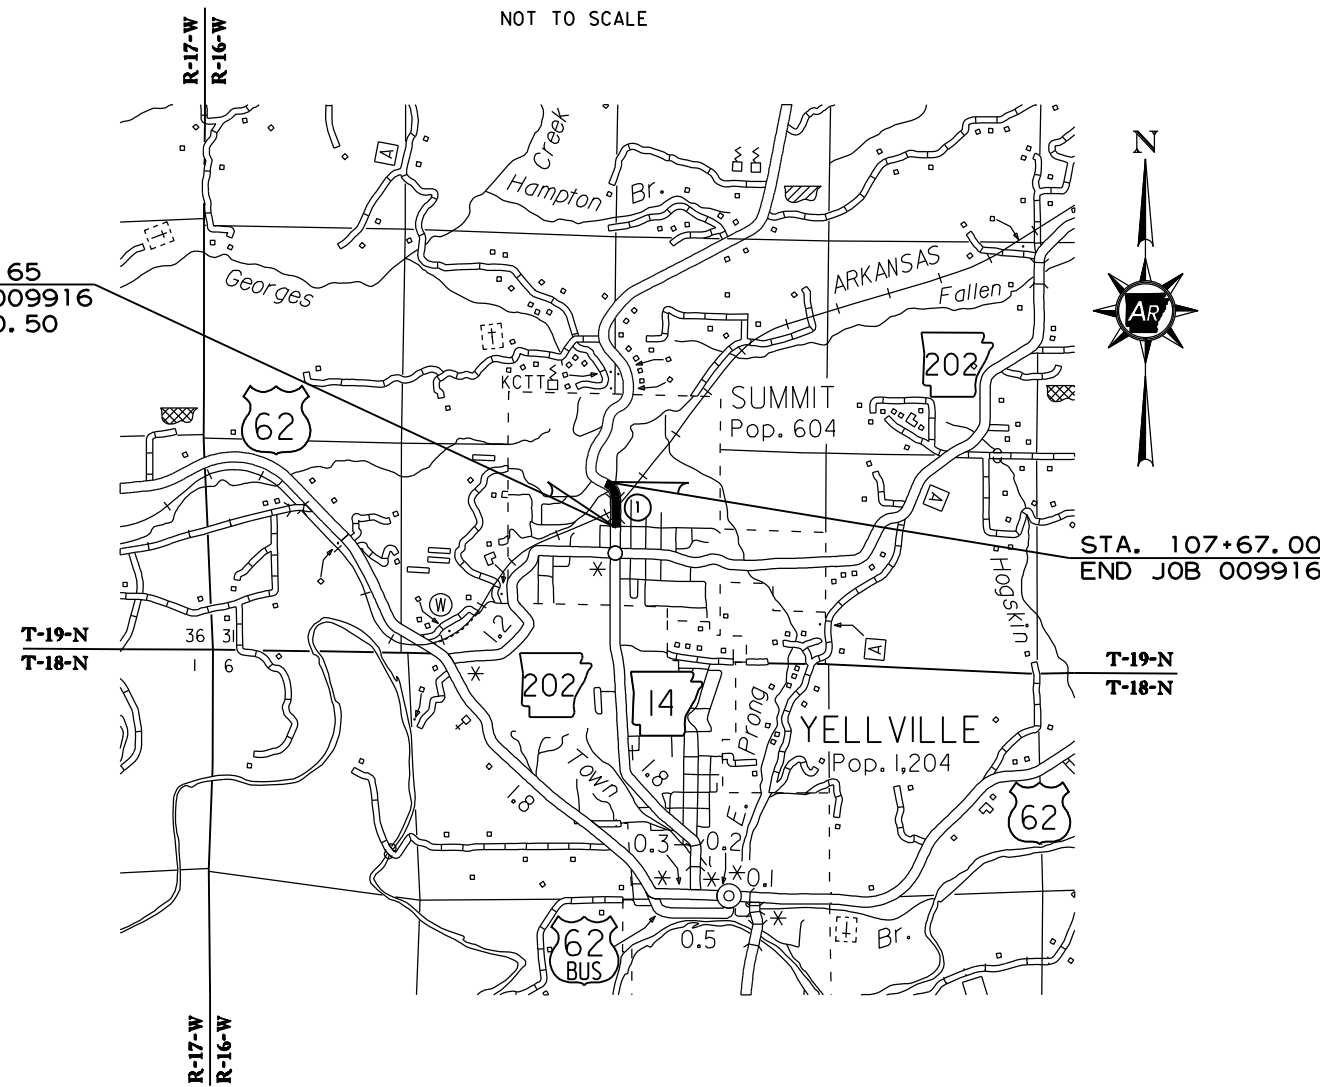 NOT TO SCALE
R-17-W
R-16-W
N
AR
A
Creek
Hampton Br.
Georges
ARKANSAS
Fallen
65
009916
0.50
202
KCTT
SUMMIT
Pop. 604
62
1
A
STA. 107+67.00
END JOB 009916
W
1.2
Hogskin
T-19-N
36
31
T-18-N
1
6
A
T-19-N
T-18-N
202
14
Prong
E.
YELLVILLE
Pop. 1,204
Town
1.8
1.8
62
0.3
0.2
0.1
62
BUS
0.5
Br.
R-17-W
R-16-W